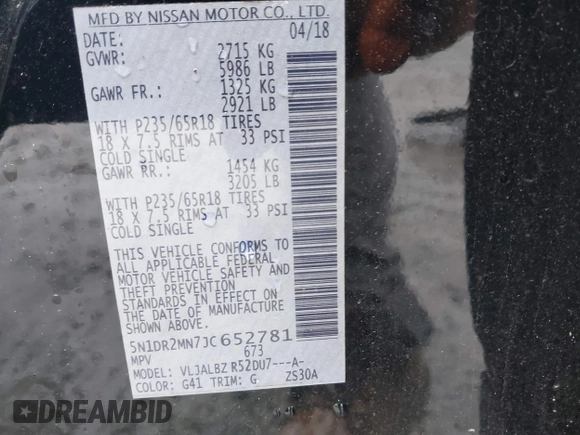 MFD BY NISSAN MOTOR CO., LTD.
DATE: 04/18
GVWR: 2715 KG
5986 LB
GAWR FR.: 1325 KG
2921 LB
WITH P235/65R18 TIRES
18 X 7.5 RIMS AT 33 PSI
COLD SINGLE
GAWR RR.: 1454 KG
3205 LB
WITH P235/65R18 TIRES
18 X 7.5 RIMS AT 33 PSI
COLD SINGLE
THIS VEHICLE CONFORMS TO
ALL APPLICABLE FEDERAL
MOTOR VEHICLE SAFETY AND
THEFT PREVENTION
STANDARDS IN EFFECT ON
THE DATE OF MANUFACTURE
SHOWN ABOVE.
5N1DR2MN7JC652781
MPV 673
MODEL: VLJALBZ R52DU7---A-
COLOR: G41 TRIM: G ZS30A
DREAMBID